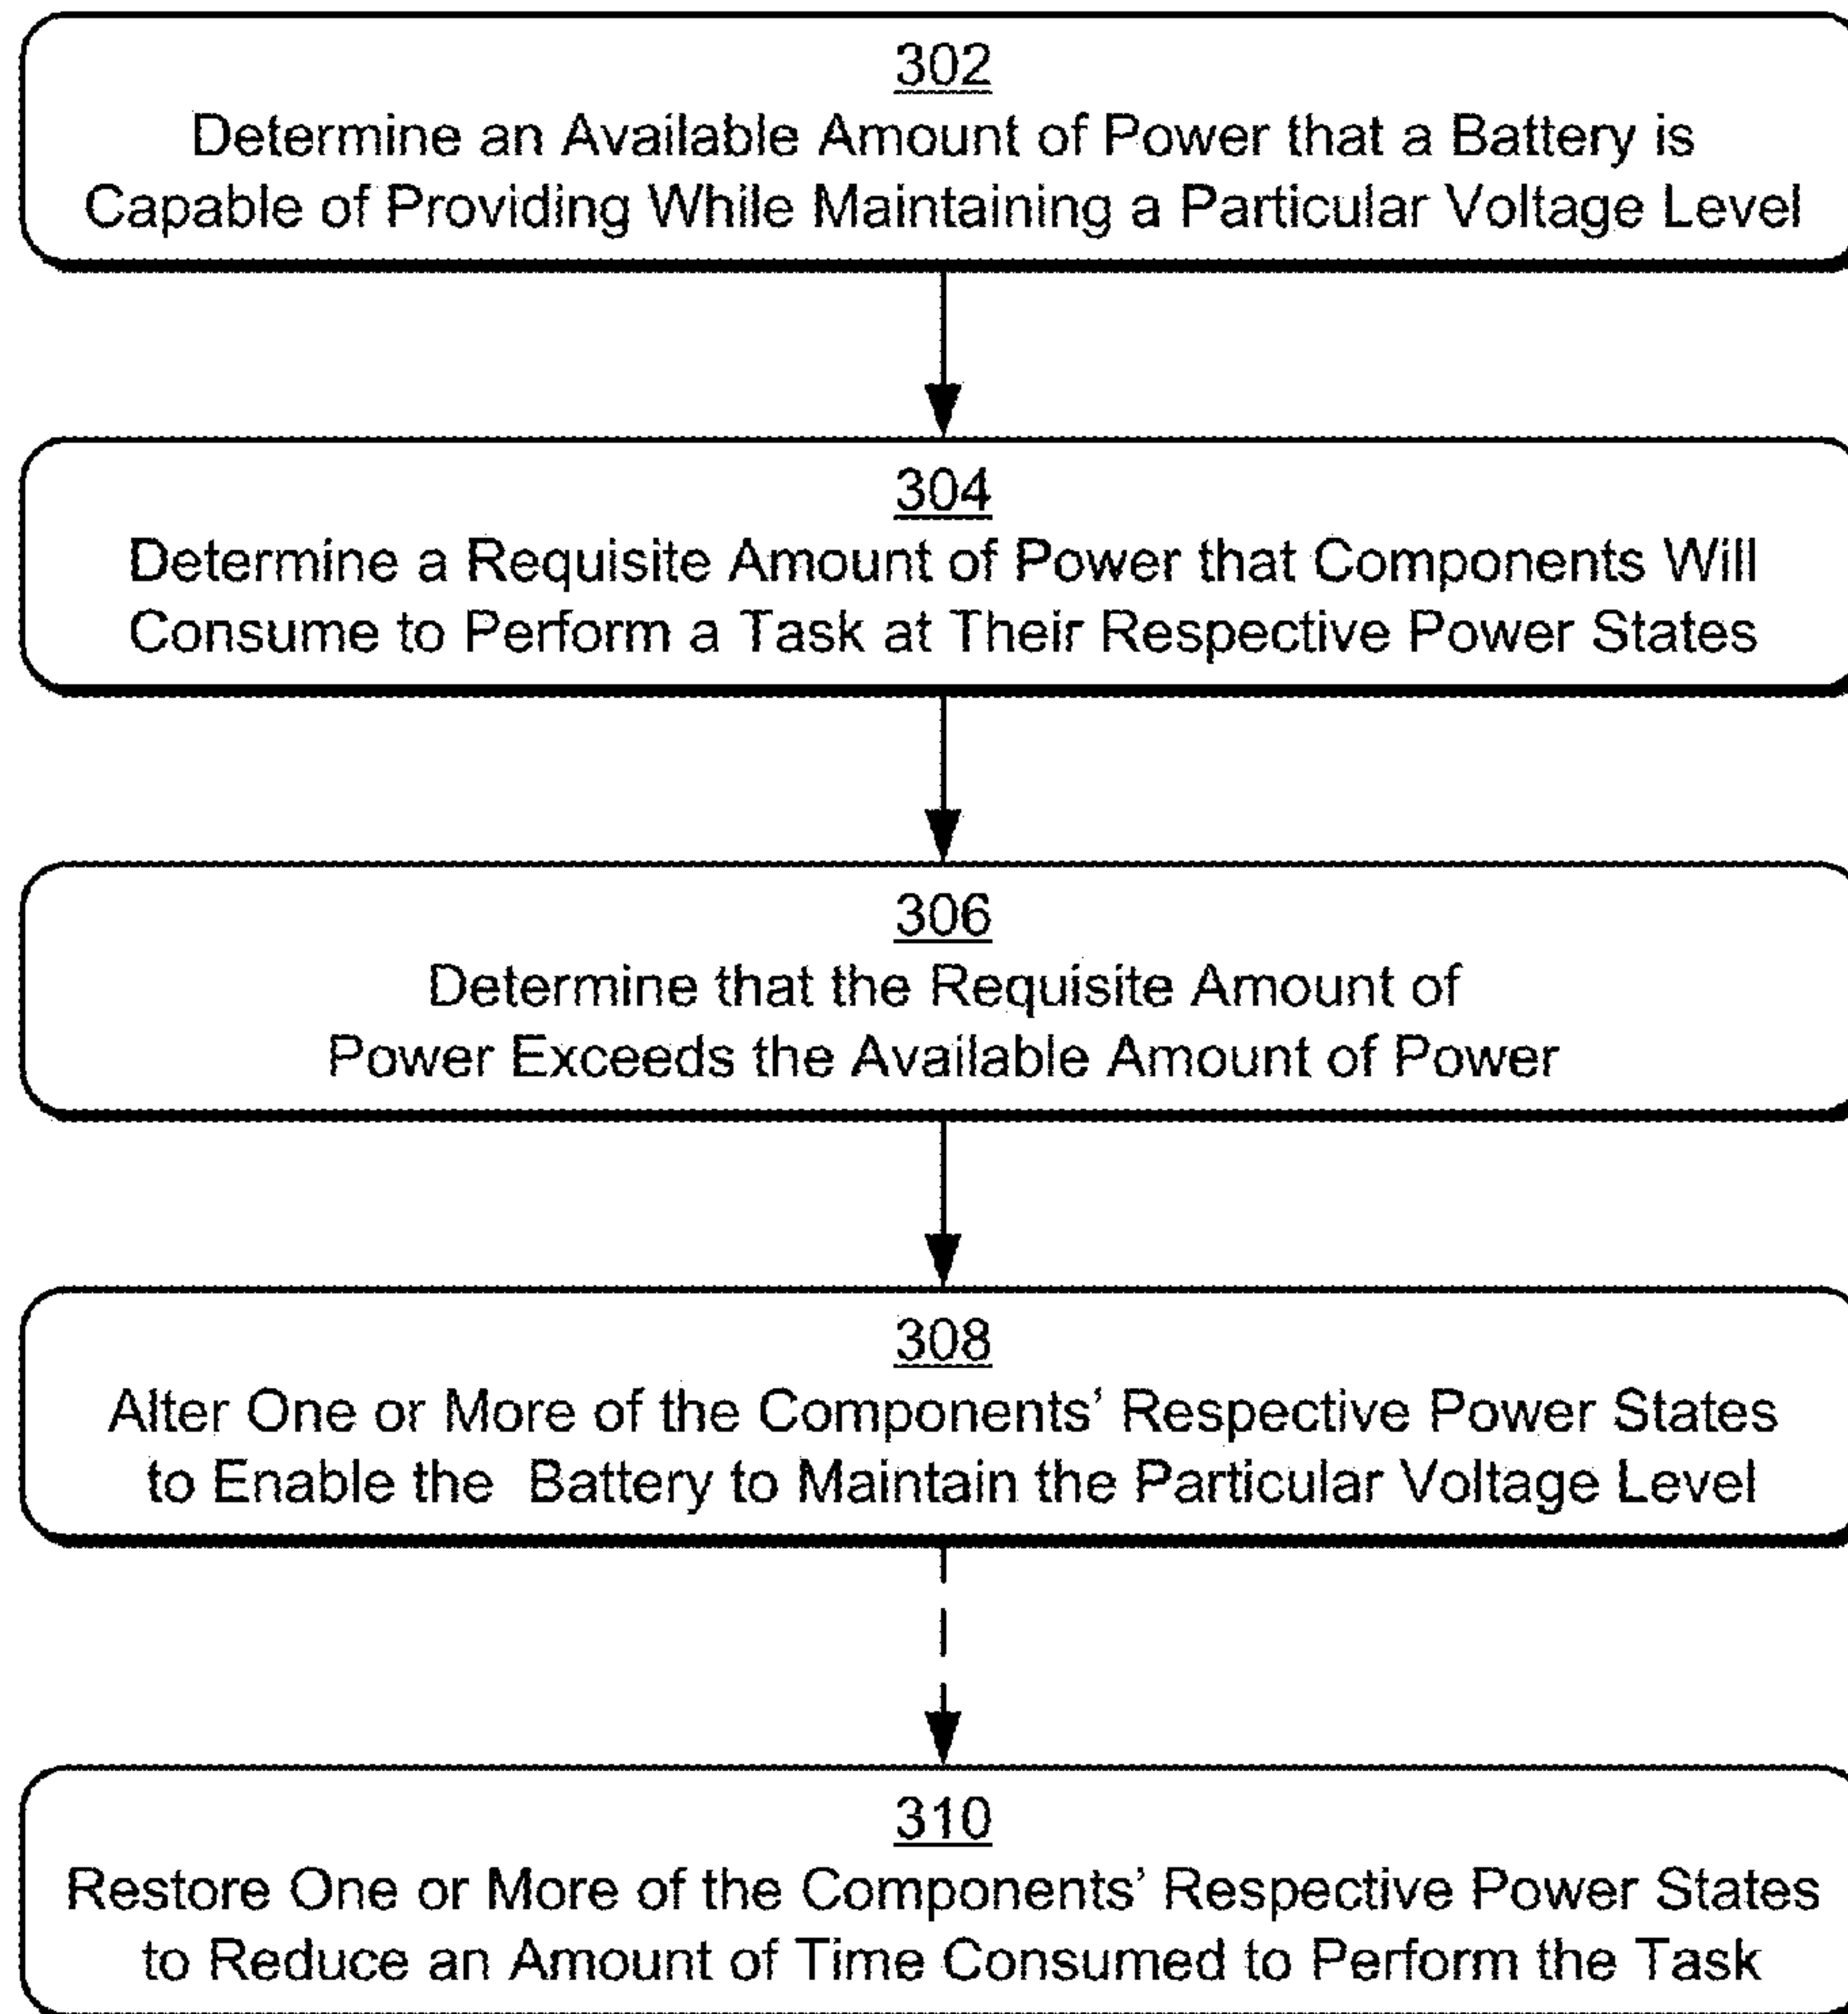 302
Determine an Available Amount of Power that a Battery is
Capable of Providing While Maintaining a Particular Voltage Level
304
Determine a Requisite Amount of Power that Components Will
Consume to Perform a Task at Their Respective Power States
306
Determine that the Requisite Amount of
Power Exceeds the Available Amount of Power
308
Alter One or More of the Components’ Respective Power States
to Enable the Battery to Maintain the Particular Voltage Level
310
Restore One or More of the Components’ Respective Power States
to Reduce an Amount of Time Consumed to Perform the Task